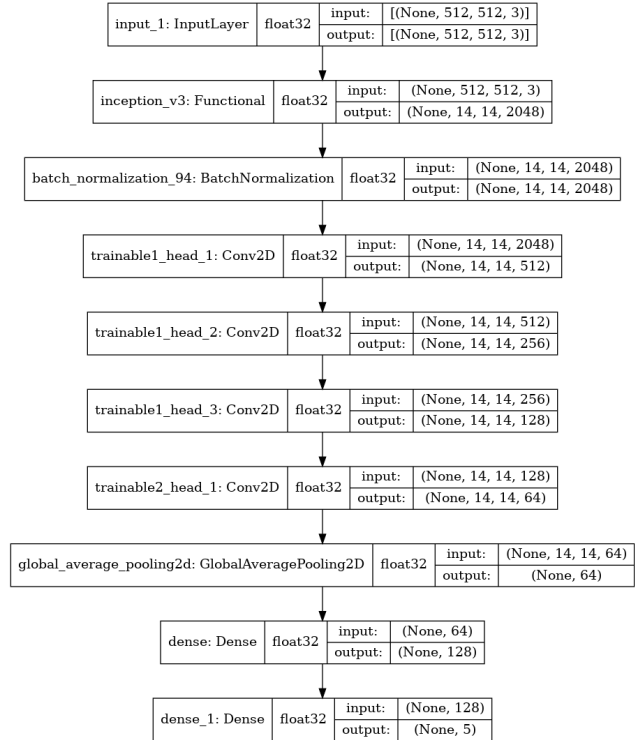 input_1: InputLayer float32 input: [(None, 512, 512, 3)]
output: [(None, 512, 512, 3)]
inception_v3: Functional float32 input: (None, 512, 512, 3)
output: (None, 14, 14, 2048)
batch_normalization_94: BatchNormalization float32 input: (None, 14, 14, 2048)
output: (None, 14, 14, 2048)
trainable1_head_1: Conv2D float32 input: (None, 14, 14, 2048)
output: (None, 14, 14, 512)
trainable1_head_2: Conv2D float32 input: (None, 14, 14, 512)
output: (None, 14, 14, 256)
trainable1_head_3: Conv2D float32 input: (None, 14, 14, 256)
output: (None, 14, 14, 128)
trainable2_head_1: Conv2D float32 input: (None, 14, 14, 128)
output: (None, 14, 14, 64)
global_average_pooling2d: GlobalAveragePooling2D float32 input: (None, 14, 14, 64)
output: (None, 64)
dense: Dense float32 input: (None, 64)
output: (None, 128)
dense_1: Dense float32 input: (None, 128)
output: (None, 5)